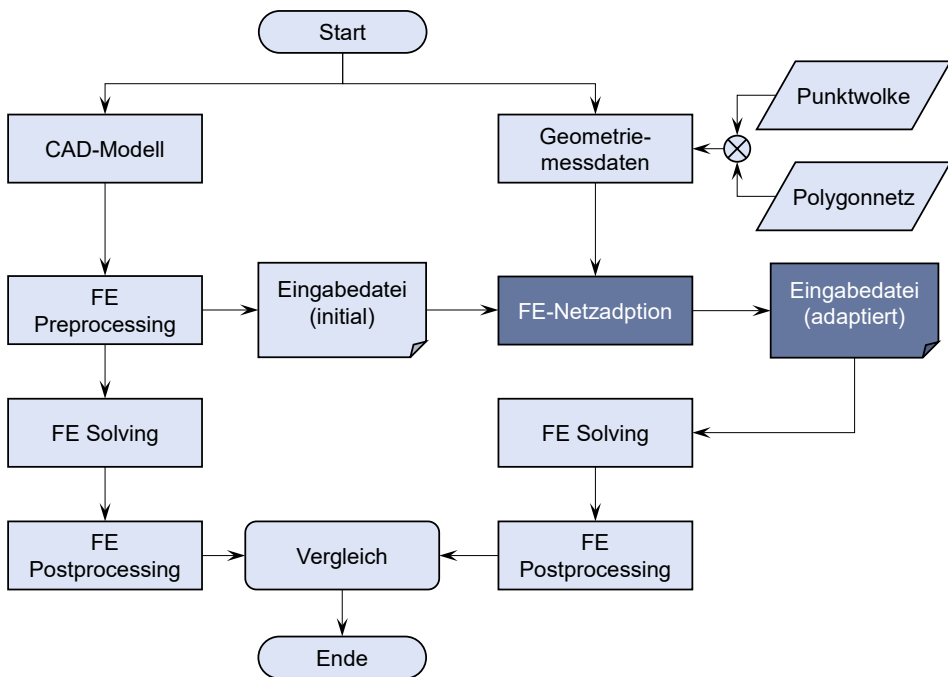 Start
Punktwolke
CAD-Modell
Geometrie-
messdaten
Polygonnetz
FE
Preprocessing
Eingabedatei
(initial)
FE-Netzadption
Eingabedatei
(adaptiert)
FE Solving
FE Solving
FE
Postprocessing
Vergleich
FE
Postprocessing
Ende